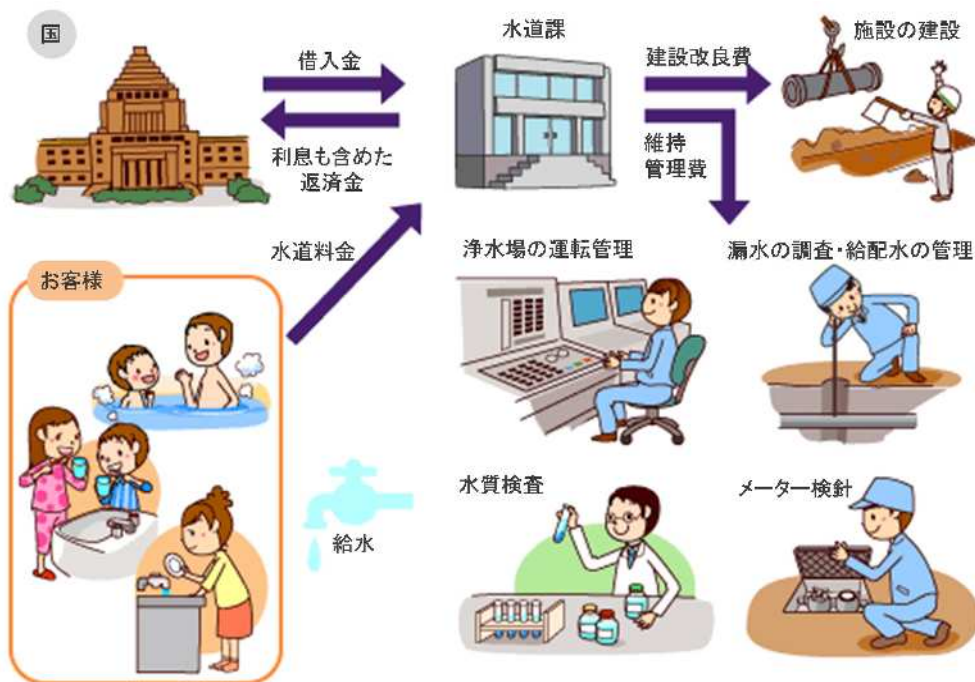 国
水道課
施設の建設
借入金
建設改良費
利息も含めた
返済金
維持
管理費
水道料金
浄水場の運転管理
漏水の調査・給配水の管理
お客様
水質検査
メーター検針
給水